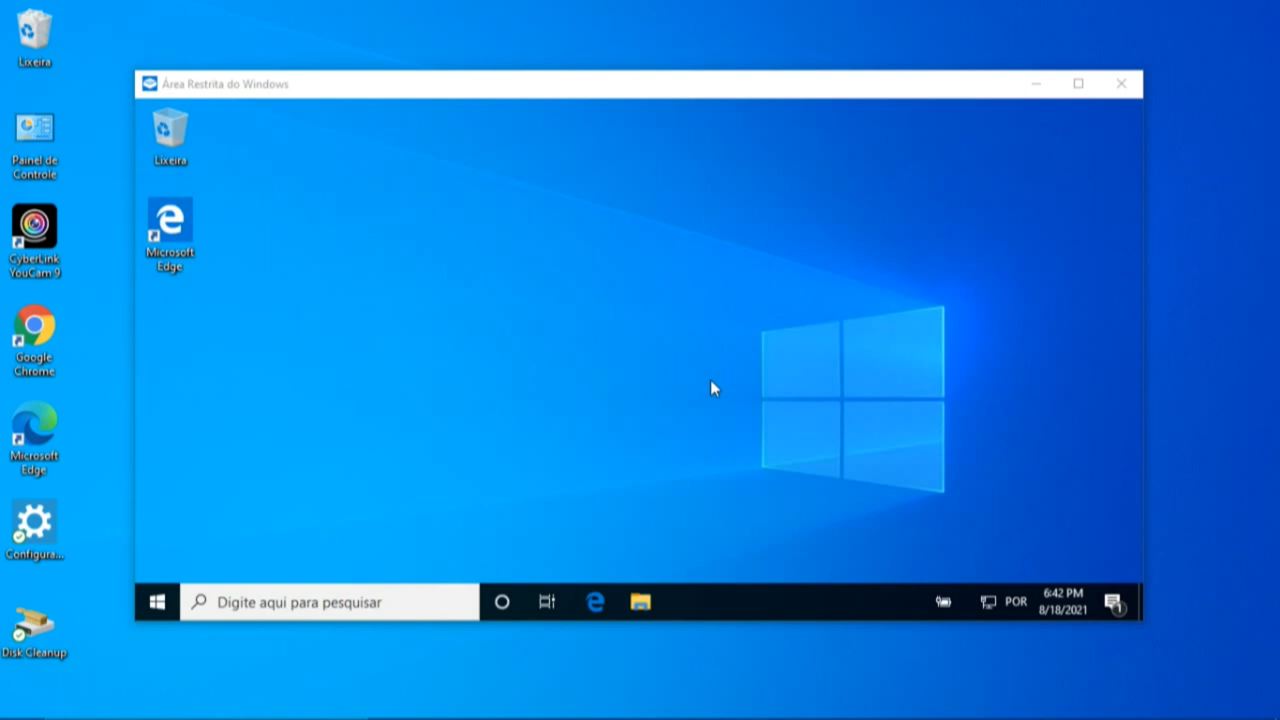 Lixeira
Painel de
Controle
CyberLink
YouCam 9
Google
Chrome
Microsoft
Edge
Configura...
Disk Cleanup
Área Restrita do Windows
Lixeira
Microsoft
Edge
Digite aqui para pesquisar
POR
6:42 PM
8/18/2021
1